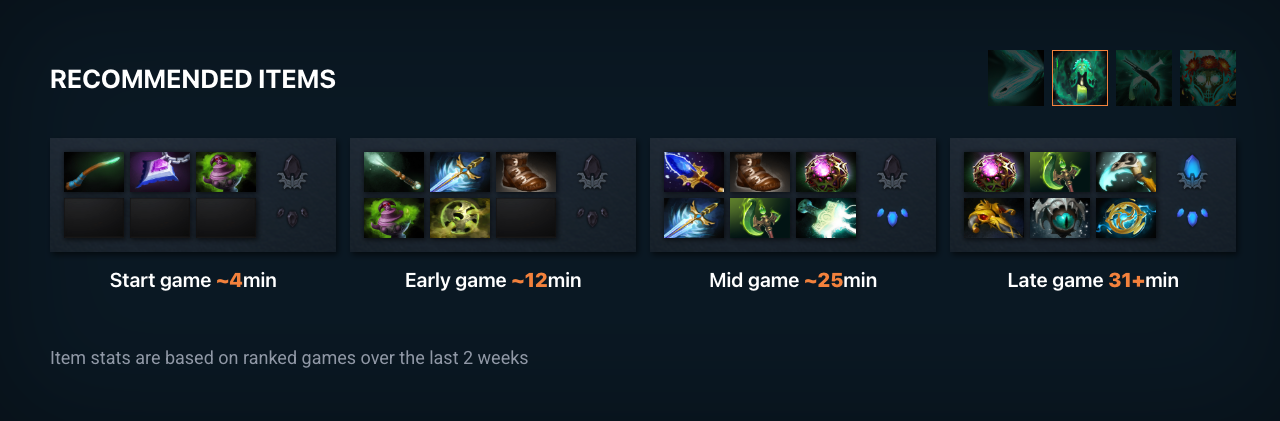 RECOMMENDED ITEMS
Start game ~4min
Early game ~12min
Mid game ~25min
Late game 31+min
Item stats are based on ranked games over the last 2 weeks